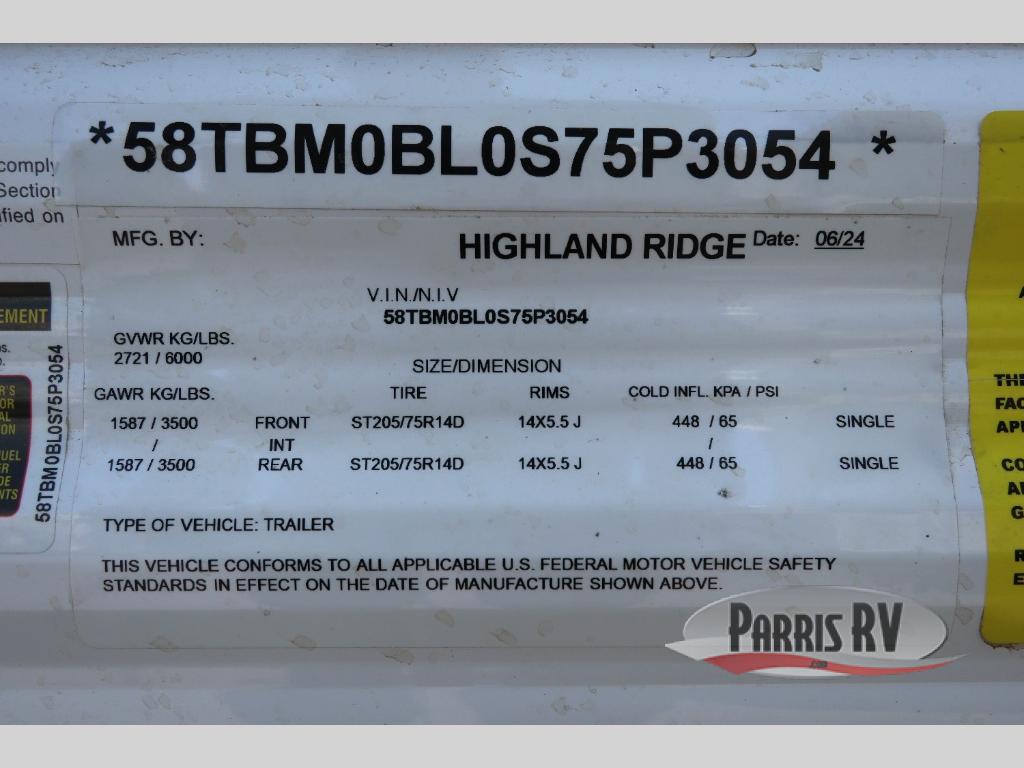 *58TBM0BL0S75P3054 *
comply
Section
ified on
MFG. BY: HIGHLAND RIDGE Date: 06/24
V.I.N./N.I.V
58TBM0BL0S75P3054
GVWR KG/LBS.
2721 / 6000
SIZE/DIMENSION
GAWR KG/LBS. TIRE RIMS COLD INFL. KPA / PSI
1587 / 3500 FRONT ST205/75R14D 14X5.5 J 448 / 65 SINGLE
/ INT /
1587 / 3500 REAR ST205/75R14D 14X5.5 J 448 / 65 SINGLE
TYPE OF VEHICLE: TRAILER
THIS VEHICLE CONFORMS TO ALL APPLICABLE U.S. FEDERAL MOTOR VEHICLE SAFETY
STANDARDS IN EFFECT ON THE DATE OF MANUFACTURE SHOWN ABOVE.
EMENT
58TBM0BL0S75P3054
PARRIS RV
.com